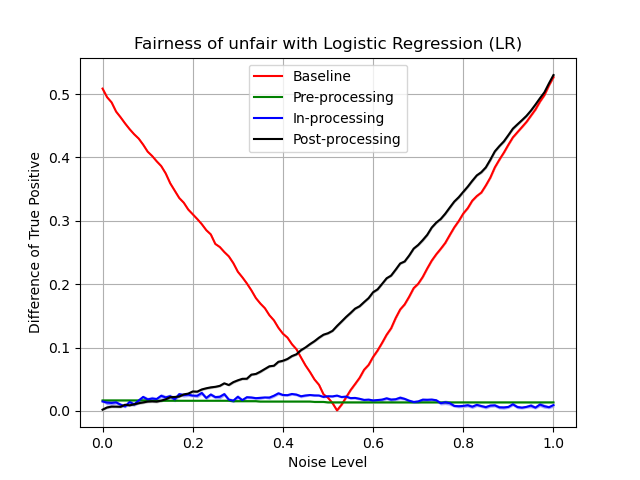 Fairness of unfair with Logistic Regression (LR)
Baseline
Pre-processing
In-processing
Post-processing
Difference of True Positive
0.5
0.4
0.3
0.2
0.1
0.0
0.0 0.2 0.4 0.6 0.8 1.0
Noise Level